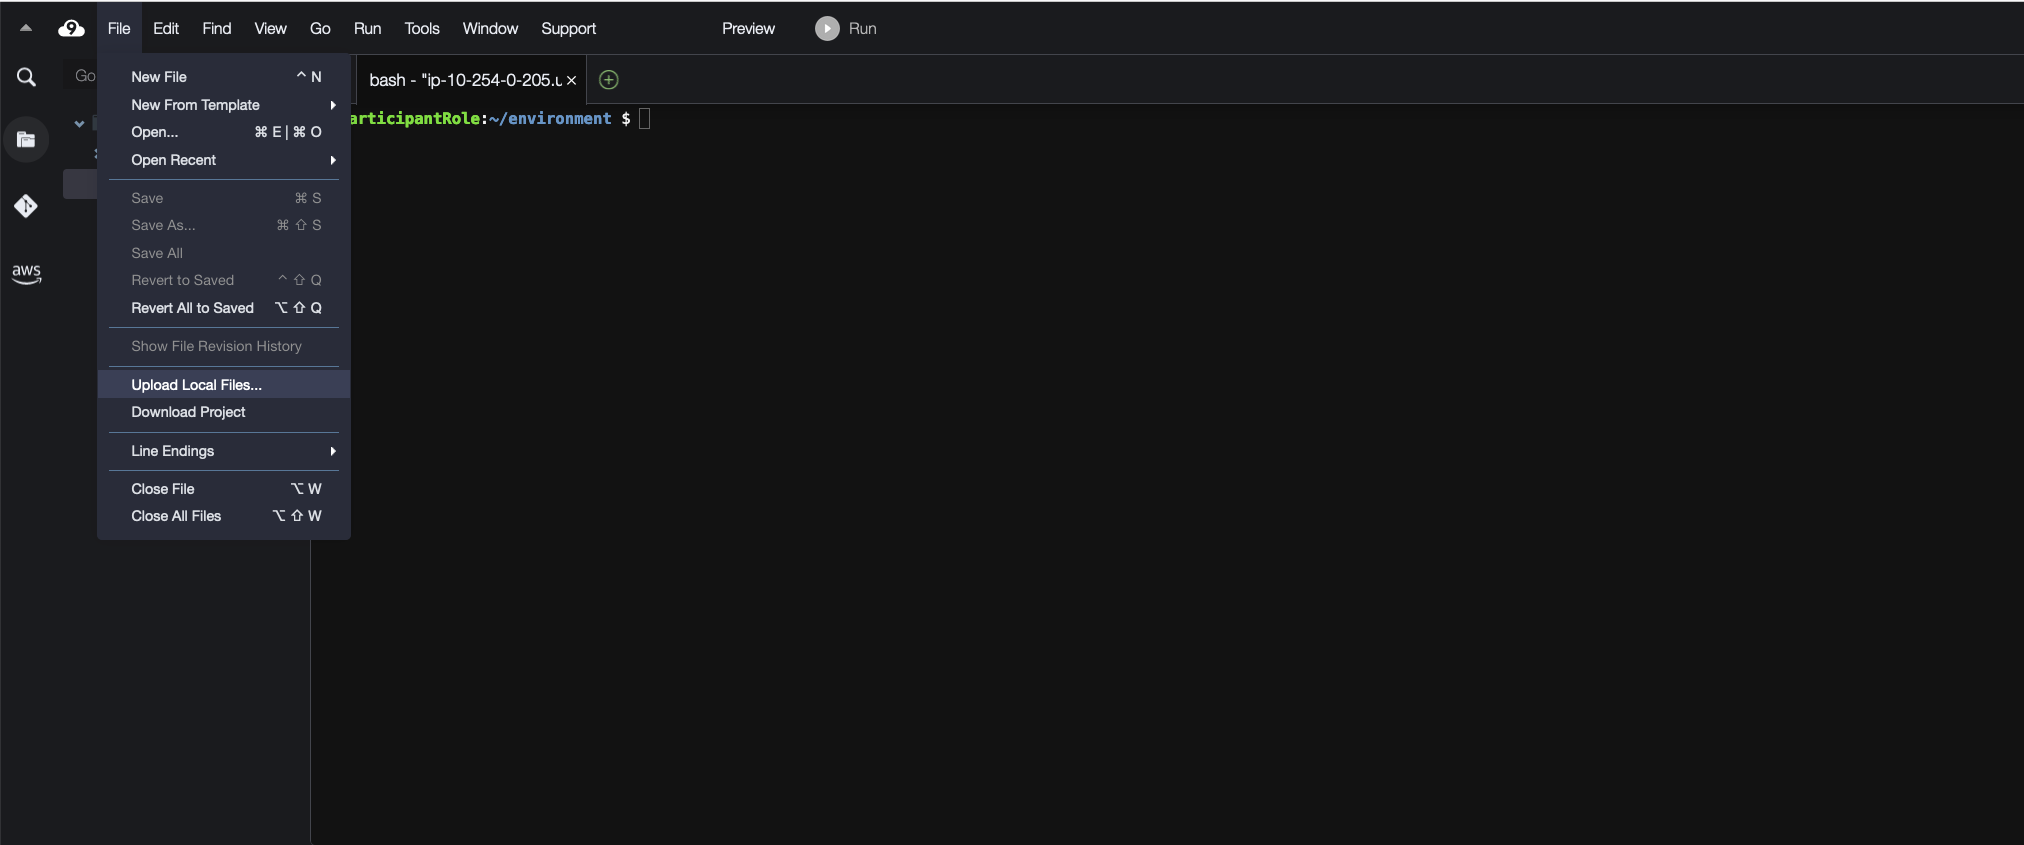 File Edit Find View Go Run Tools Window Support Preview Run
Go
bash - "ip-10-254-0-205.u ×
articipantRole:~/environment $
New File ^ N
New From Template
Open... ⌘ E | ⌘ O
Open Recent
Save ⌘ S
Save As... ⌘ ⇧ S
Save All
Revert to Saved ^ ⇧ Q
Revert All to Saved ⌥ ⇧ Q
Show File Revision History
Upload Local Files...
Download Project
Line Endings
Close File ⌥ W
Close All Files ⌥ ⇧ W
9
aws